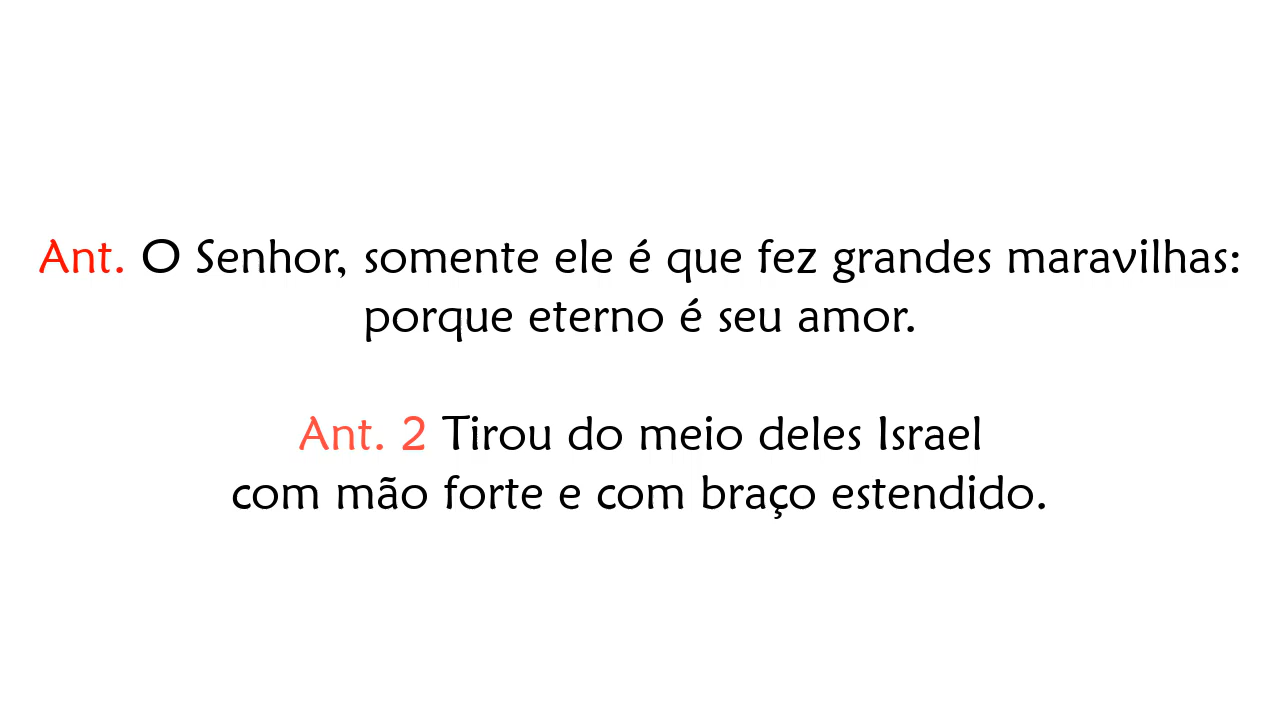 Ant. O Senhor, somente ele é que fez grandes maravilhas:
porque eterno é seu amor.
Ant. 2 Tirou do meio deles Israel
com mão forte e com braço estendido.